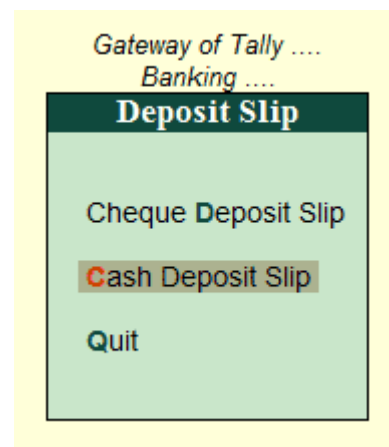 Gateway of Tally ....
Banking ....
Deposit Slip
Cheque Deposit Slip
Cash Deposit Slip
Quit